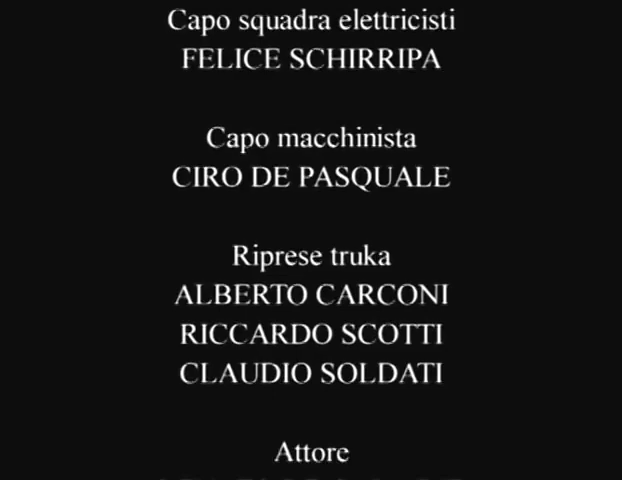 Capo squadra elettricisti
FELICE SCHIRRIPA
Capo macchinista
CIRO DE PASQUALE
Riprese truka
ALBERTO CARCONI
RICCARDO SCOTTI
CLAUDIO SOLDATI
Attore